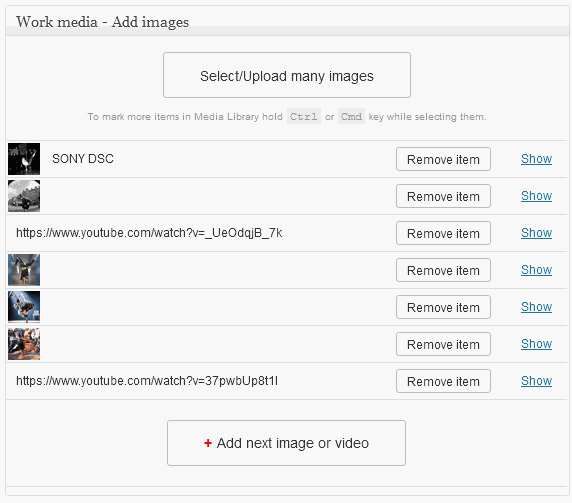 Work media - Add images
Select/Upload many images
To mark more items in Media Library hold Ctrl or Cmd key while selecting them.
SONY DSC Remove item Show
Remove item Show
https://www.youtube.com/watch?v=_UeOdqjB_7k Remove item Show
Remove item Show
Remove item Show
Remove item Show
https://www.youtube.com/watch?v=37pwbUp8t1I Remove item Show
+ Add next image or video